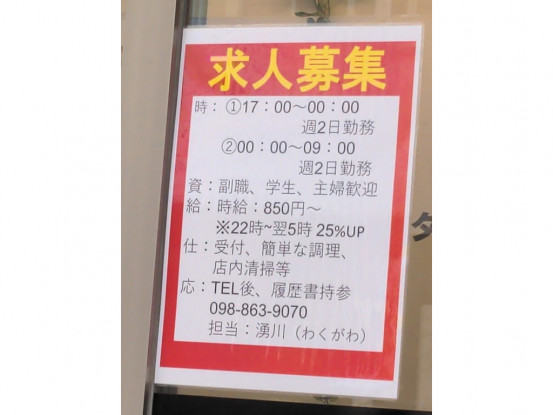 求人募集
時：①17：00～00：00
週2日勤務
②00：00～09：00
週2日勤務
資：副職、学生、主婦歓迎
給：時給：850円～
※22時~翌5時 25%UP
仕：受付、簡単な調理、
店内清掃等
応：TEL後、履歴書持参
098-863-9070
担当：湧川（わくがわ）